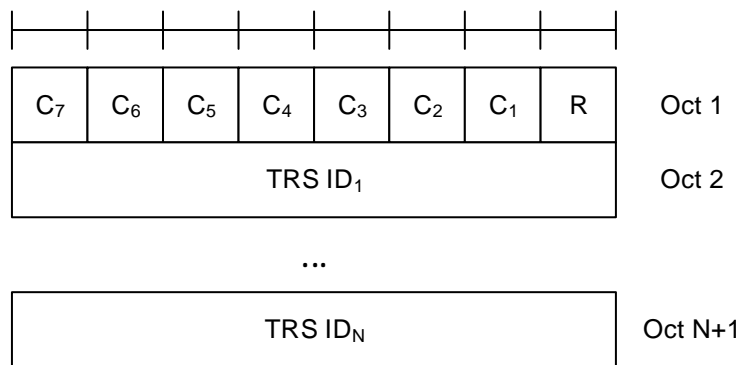 C₇ C₆ C₅ C₄ C₃ C₂ C₁ R Oct 1
TRS ID₁ Oct 2
...
TRS IDN Oct N+1